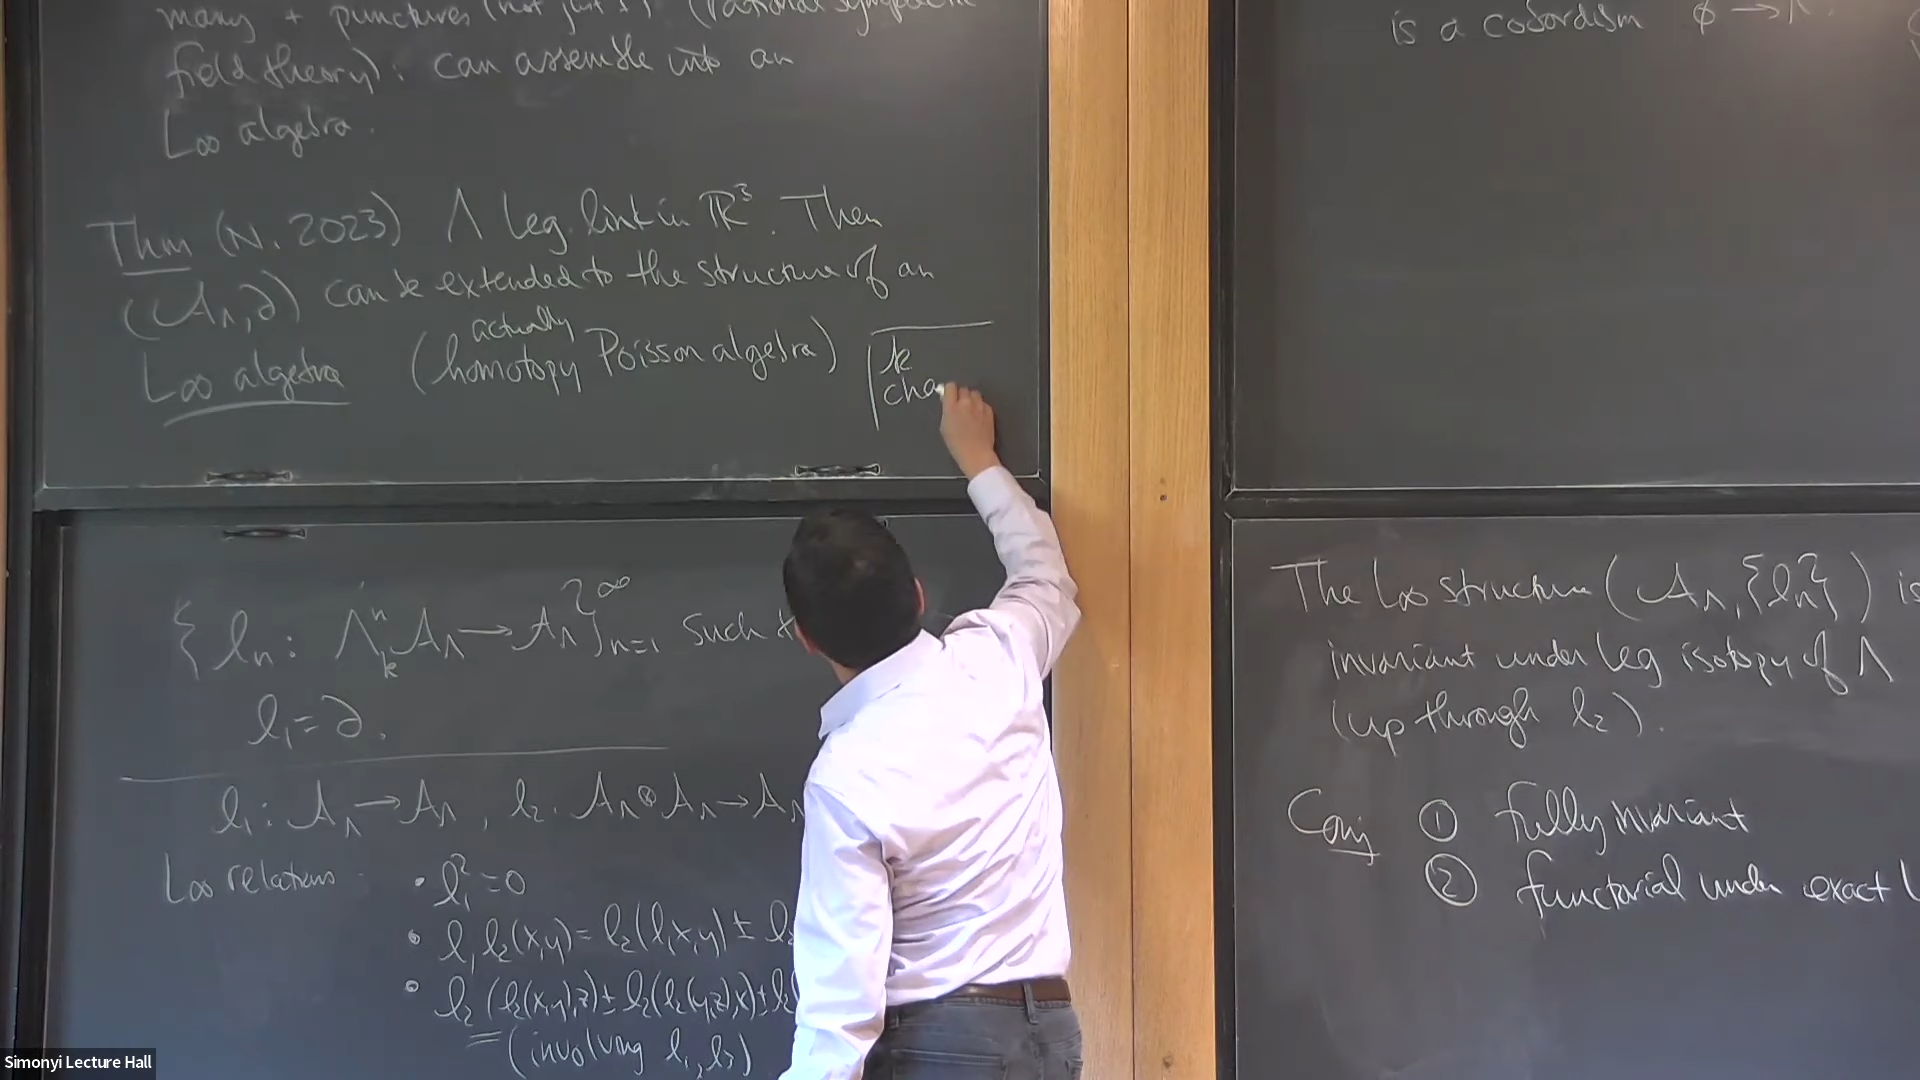 many + punctures (not just 1). (rational symplectic
field theory): can assemble into an
L∞ algebra.
Thm (N. 2023) Λ Leg. link in ℝ³. Then
(A_Λ, ∂) can be extended to the structure of an
L∞ algebra (actually homotopy Poisson algebra)
k
cha
{ l_n : Λ^n_k A_Λ → A_Λ }^∞_{n=1} such
l_1 = ∂.
l_1 : A_Λ → A_Λ , l_2 : A_Λ ⊗ A_Λ → A_Λ
L∞ relations
• l_1² = 0
• l_1 l_2(x,y) = l_2(l_1x,y) ± l_2
• l_2(l_2(x,y),z) ± l_2(l_2(y,z),x) ± l_2(
= (involving l_1, l_3)
is a cobordism ∅ → Λ.
The L∞ structure (A_Λ, {l_n}) is
invariant under Leg isotopy of Λ
(up through l_2).
Conj ① fully invariant
② functorial under exact
Simonyi Lecture Hall